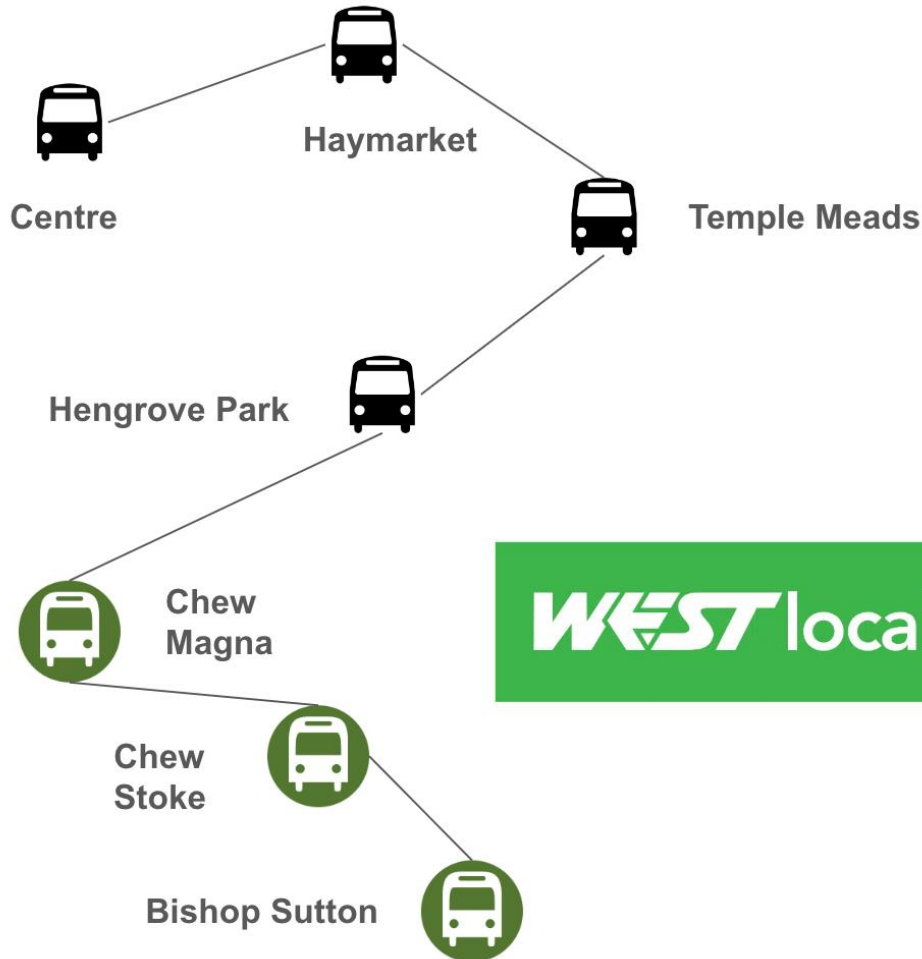 Haymarket
Centre
Temple Meads
Hengrove Park
Chew
Magna
WEST loca
Chew
Stoke
Bishop Sutton